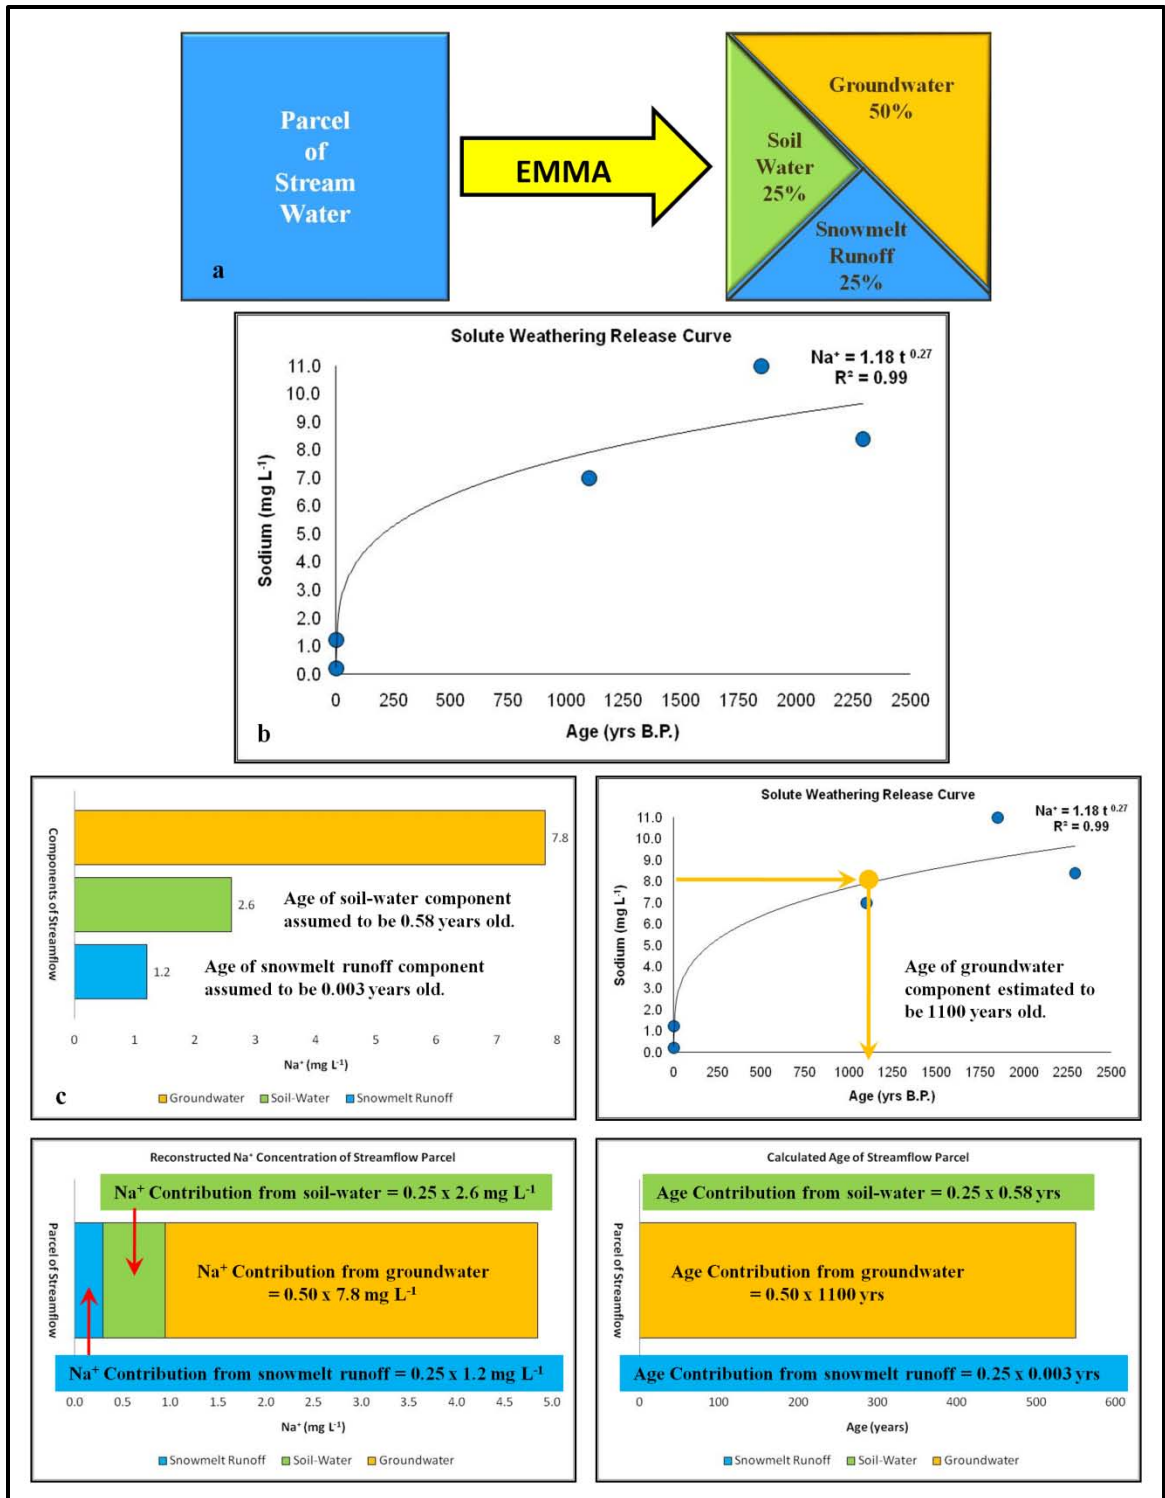 Parcel
of
Stream
Water
a
EMMA
Groundwater
50%
Soil
Water
25%
Snowmelt
Runoff
25%
Solute Weathering Release Curve
Na⁺ = 1.18 t ⁰·²⁷
R² = 0.99
11.0
10.0
9.0
8.0
7.0
6.0
5.0
4.0
3.0
2.0
1.0
0.0
Sodium (mg L⁻¹)
0 250 500 750 1000 1250 1500 1750 2000 2250 2500
Age (yrs B.P.)
b
Components of Streamflow
7.8
2.6
Age of soil-water component
assumed to be 0.58 years old.
1.2
Age of snowmelt runoff component
assumed to be 0.003 years old.
0 1 2 3 4 5 6 7 8
Na⁺ (mg L⁻¹)
c
Groundwater Soil-Water Snowmelt Runoff
Solute Weathering Release Curve
Na⁺ = 1.18 t ⁰·²⁷
R² = 0.99
11.0
10.0
9.0
8.0
7.0
6.0
5.0
4.0
3.0
2.0
1.0
0.0
Sodium (mg L⁻¹)
Age of groundwater
component estimated to
be 1100 years old.
0 250 500 750 1000 1250 1500 1750 2000 2250 2500
Age (yrs B.P.)
Reconstructed Na⁺ Concentration of Streamflow Parcel
Na⁺ Contribution from soil-water = 0.25 x 2.6 mg L⁻¹
Parcel of Streamflow
Na⁺ Contribution from groundwater
= 0.50 x 7.8 mg L⁻¹
Na⁺ Contribution from snowmelt runoff = 0.25 x 1.2 mg L⁻¹
0.0 0.5 1.0 1.5 2.0 2.5 3.0 3.5 4.0 4.5 5.0
Na⁺ (mg L⁻¹)
Snowmelt Runoff Soil-Water Groundwater
Calculated Age of Streamflow Parcel
Age Contribution from soil-water = 0.25 x 0.58 yrs
Parcel of Streamflow
Age Contribution from groundwater
= 0.50 x 1100 yrs
Age Contribution from snowmelt runoff = 0.25 x 0.003 yrs
0 100 200 300 400 500 600
Age (years)
Snowmelt Runoff Soil-Water Groundwater